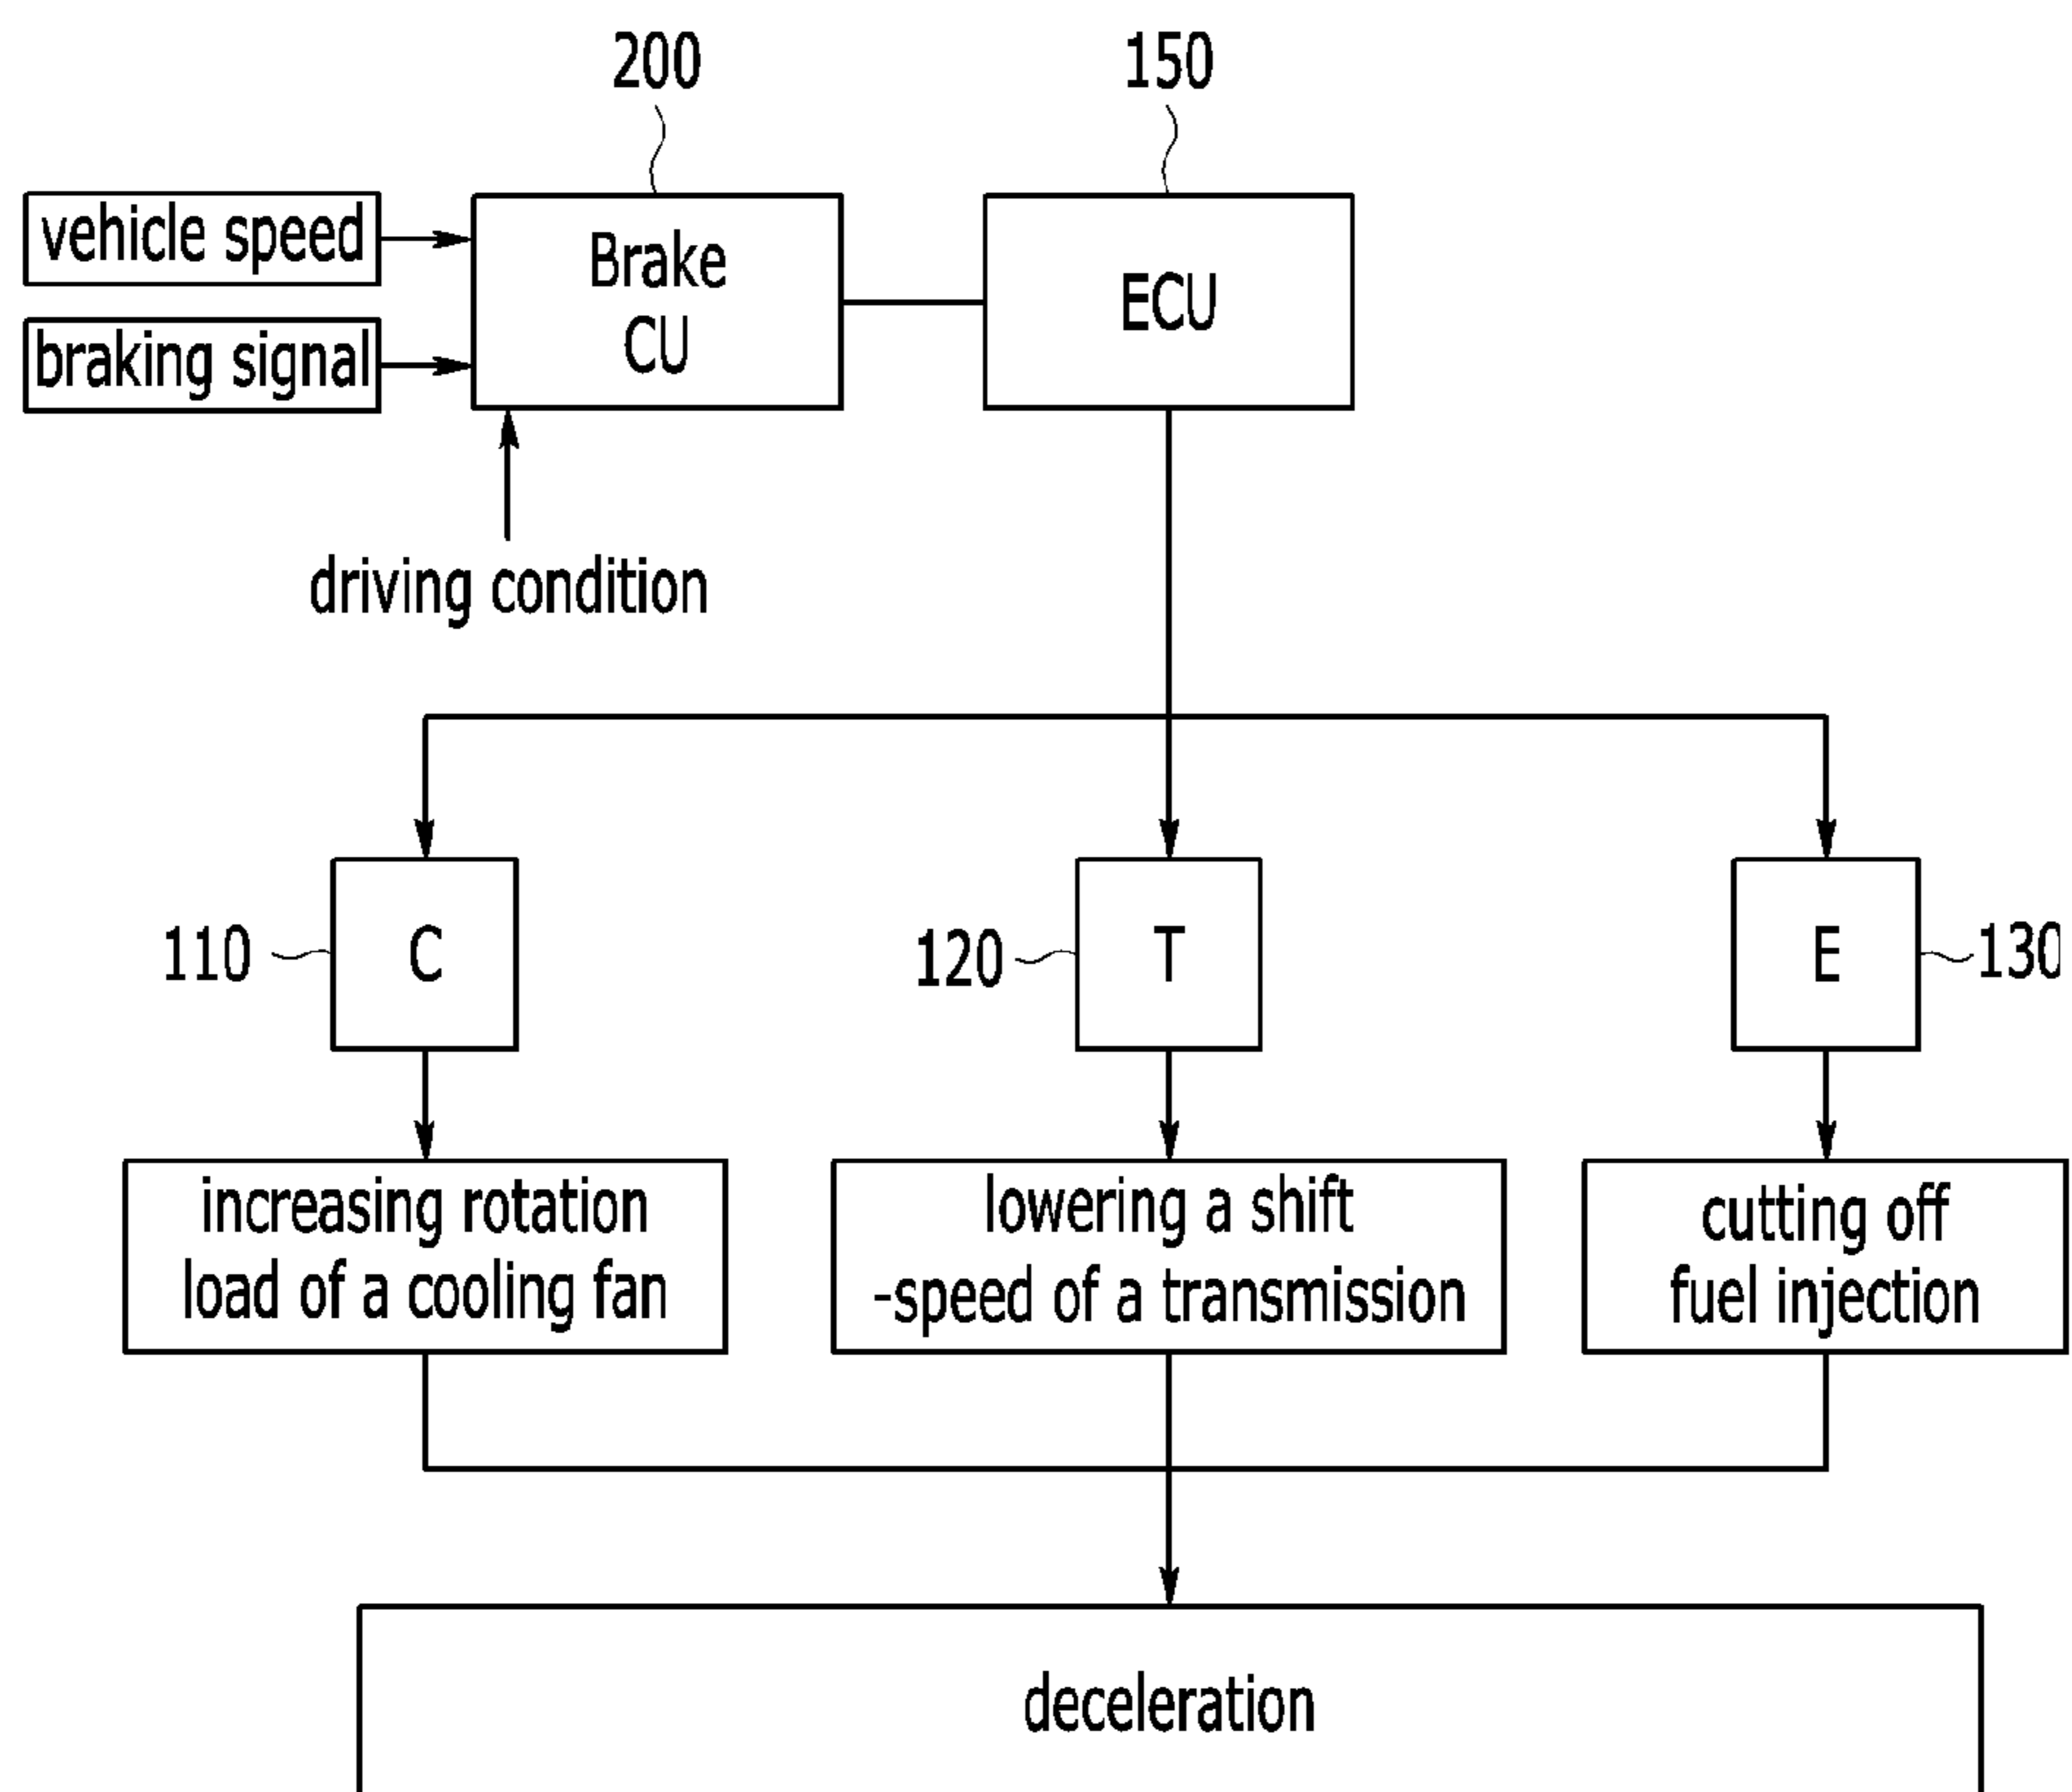 200
150
vehicle speed
braking signal
Brake
CU
ECU
driving condition
110
C
120
T
E
130
increasing rotation
load of a cooling fan
lowering a shift
-speed of a transmission
cutting off
fuel injection
deceleration